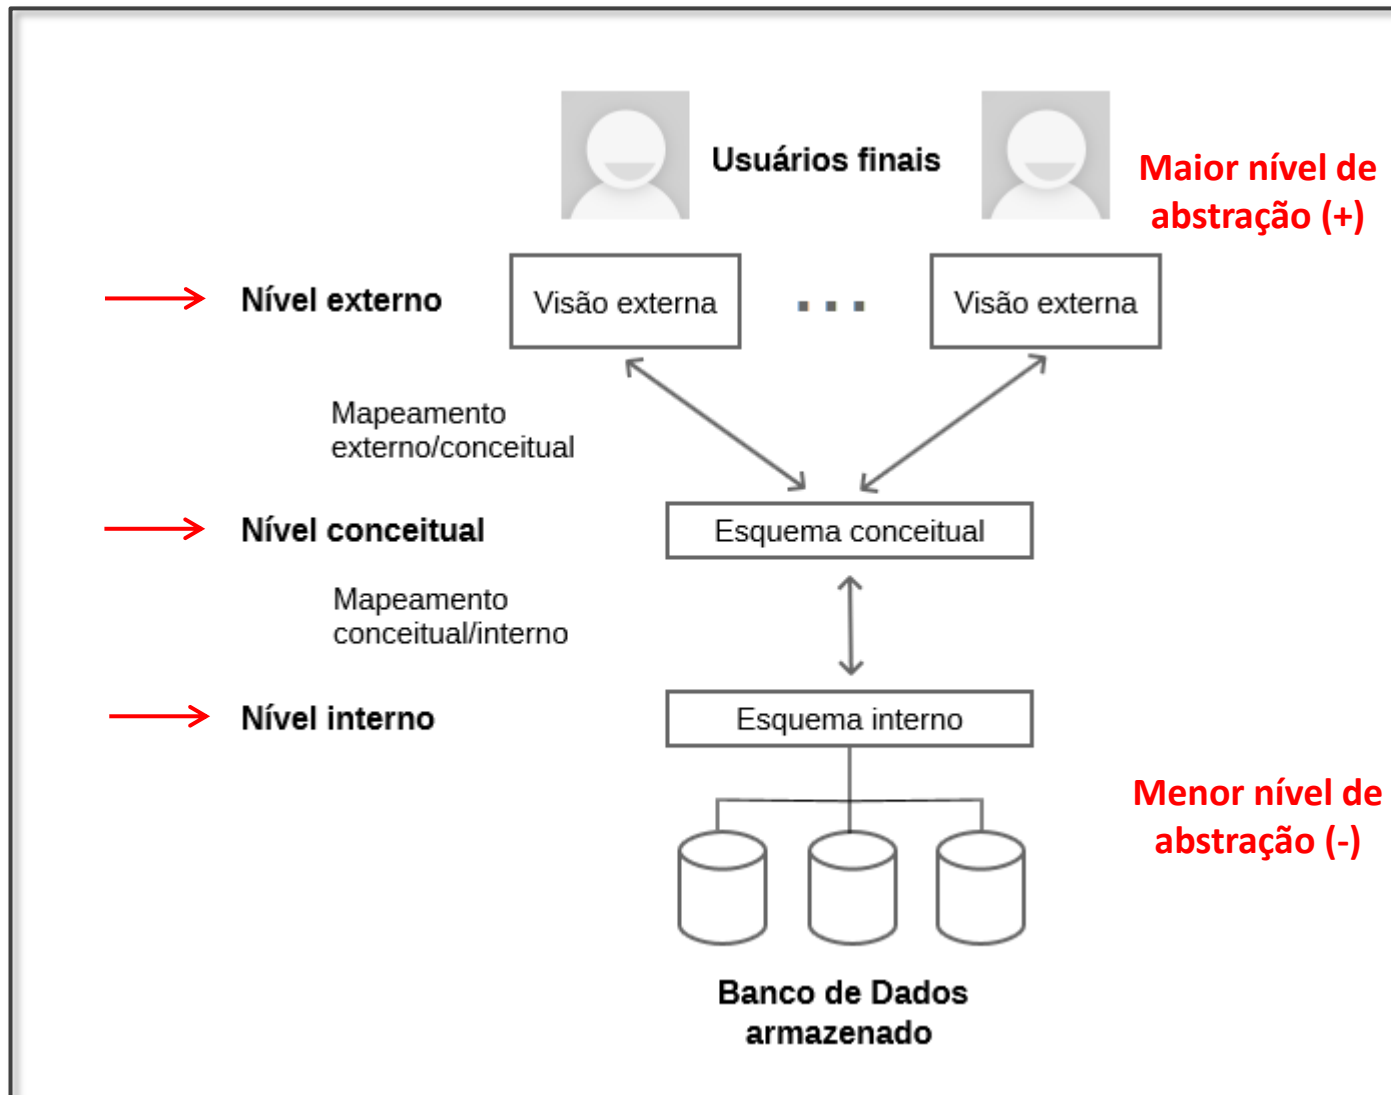 Usuários finais
Maior nível de
abstração (+)
Nível externo
Visão externa
...
Visão externa
Mapeamento
externo/conceitual
Nível conceitual
Esquema conceitual
Mapeamento
conceitual/interno
Nível interno
Esquema interno
Menor nível de
abstração (-)
Banco de Dados
armazenado